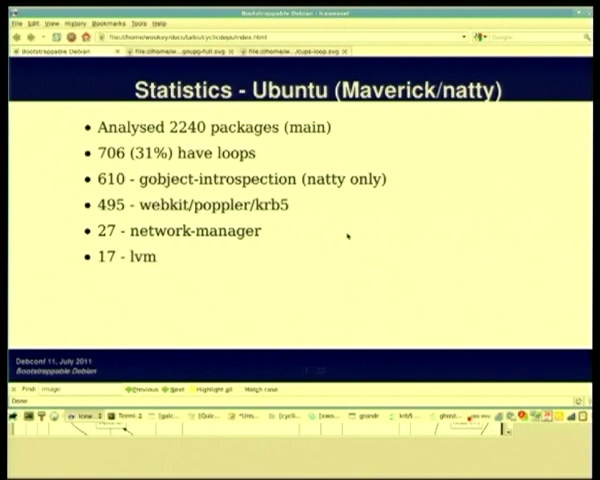 Bootstrappable Debian - Iceweasel
File Edit View History Bookmarks Tools Help
file:///home/wookey/docs/talks/cyclicdeps/index.html
Google
Bootstrappable Debian
file:///home/w...gnupg-full.svg
file:///home/w.../cups-loop.svg
Statistics - Ubuntu (Maverick/natty)
• Analysed 2240 packages (main)
• 706 (31%) have loops
• 610 - gobject-introspection (natty only)
• 495 - webkit/poppler/krb5
• 27 - network-manager
• 17 - lvm
Debconf 11, July 2011
Bootstrappable Debian
Find: image
Previous
Next
Highlight all
Match case
Done